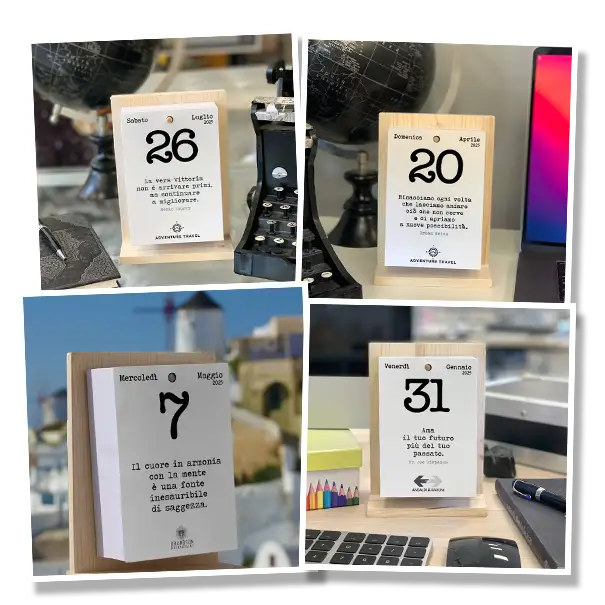 Sabato Luglio
2025
26
La vera vittoria
non è arrivare primi,
ma continuare
a migliorare.
ADVENTURE TRAVEL
Domenica Aprile
2025
20
Rinasciamo ogni volta
che lasciamo andare
ciò che non serve
e ci apriamo
a nuove possibilità.
ADVENTURE TRAVEL
Mercoledì Maggio
2025
7
Il cuore in armonia
con la mente
è una fonte
inesauribile
di saggezza.
Venerdì Gennaio
2025
31
Ama
il tuo futuro
più del tuo
passato.